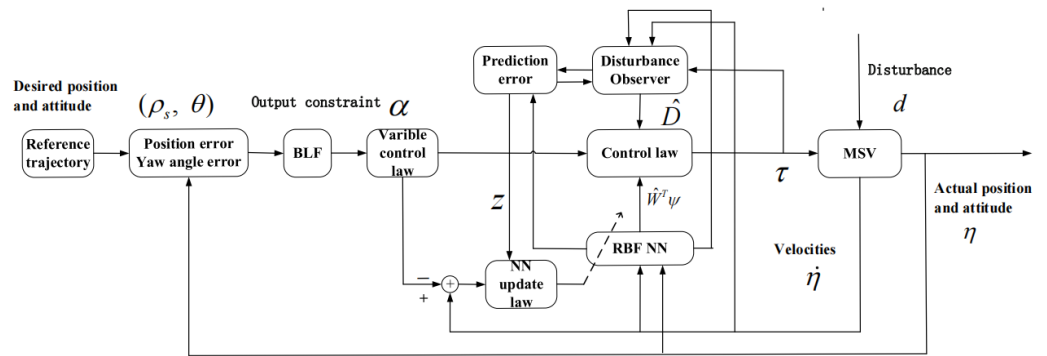 Desired position
and attitude
(ρₛ, θ)
Output constraint
α
Reference
trajectory
Position error
Yaw angle error
BLF
Varible
control
law
Prediction
error
Disturbance
Observer
D̂
Control law
τ
Disturbance
d
MSV
Actual position
and attitude
η
z
Ŵᵀψ
RBF NN
Velocities
η̇
−
+
+
NN
update
law